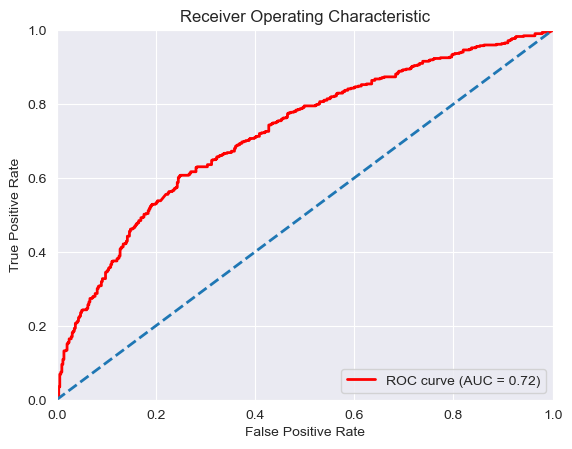 Receiver Operating Characteristic
1.0
0.8
0.6
0.4
0.2
0.0
True Positive Rate
ROC curve (AUC = 0.72)
0.0 0.2 0.4 0.6 0.8 1.0
False Positive Rate